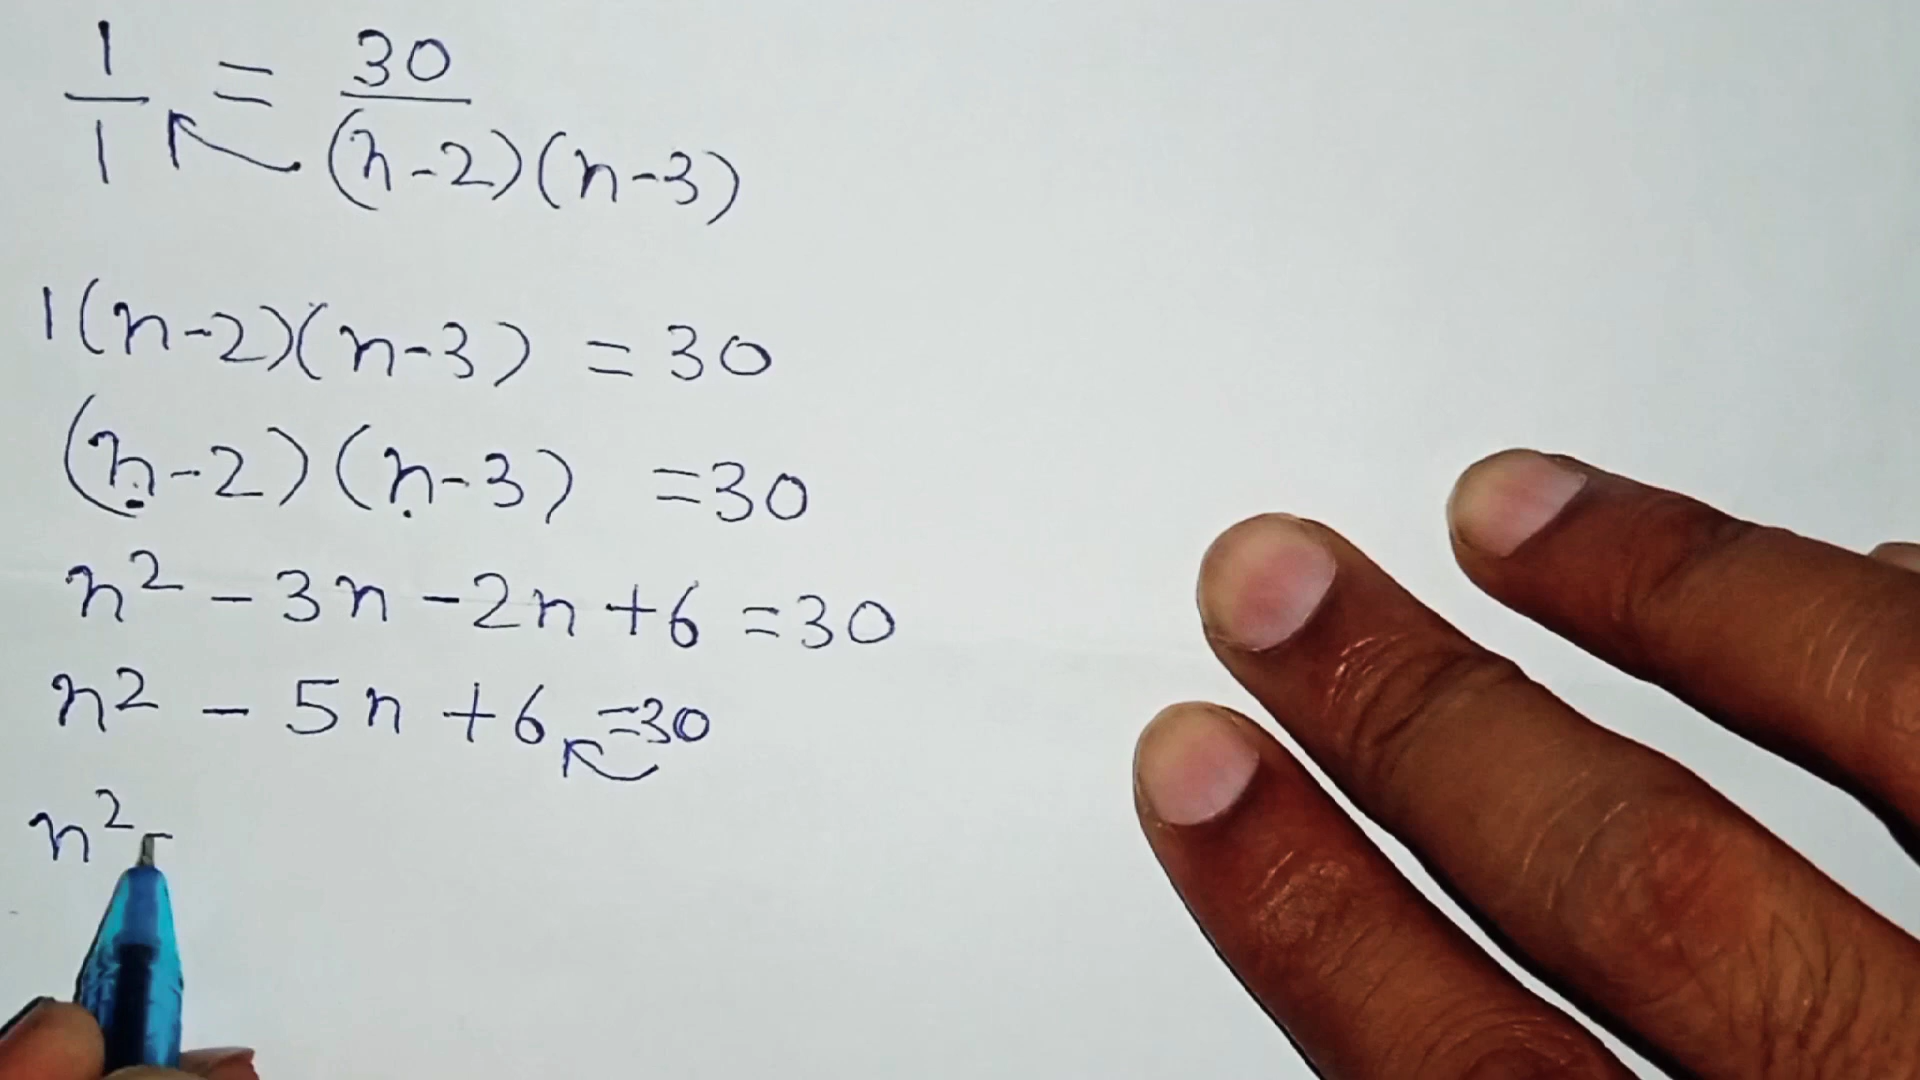 1/1 = 30/(n-2)(n-3)
1(n-2)(n-3) = 30
(n-2)(n-3) = 30
n² - 3n - 2n + 6 = 30
n² - 5n + 6 = 30
n² -